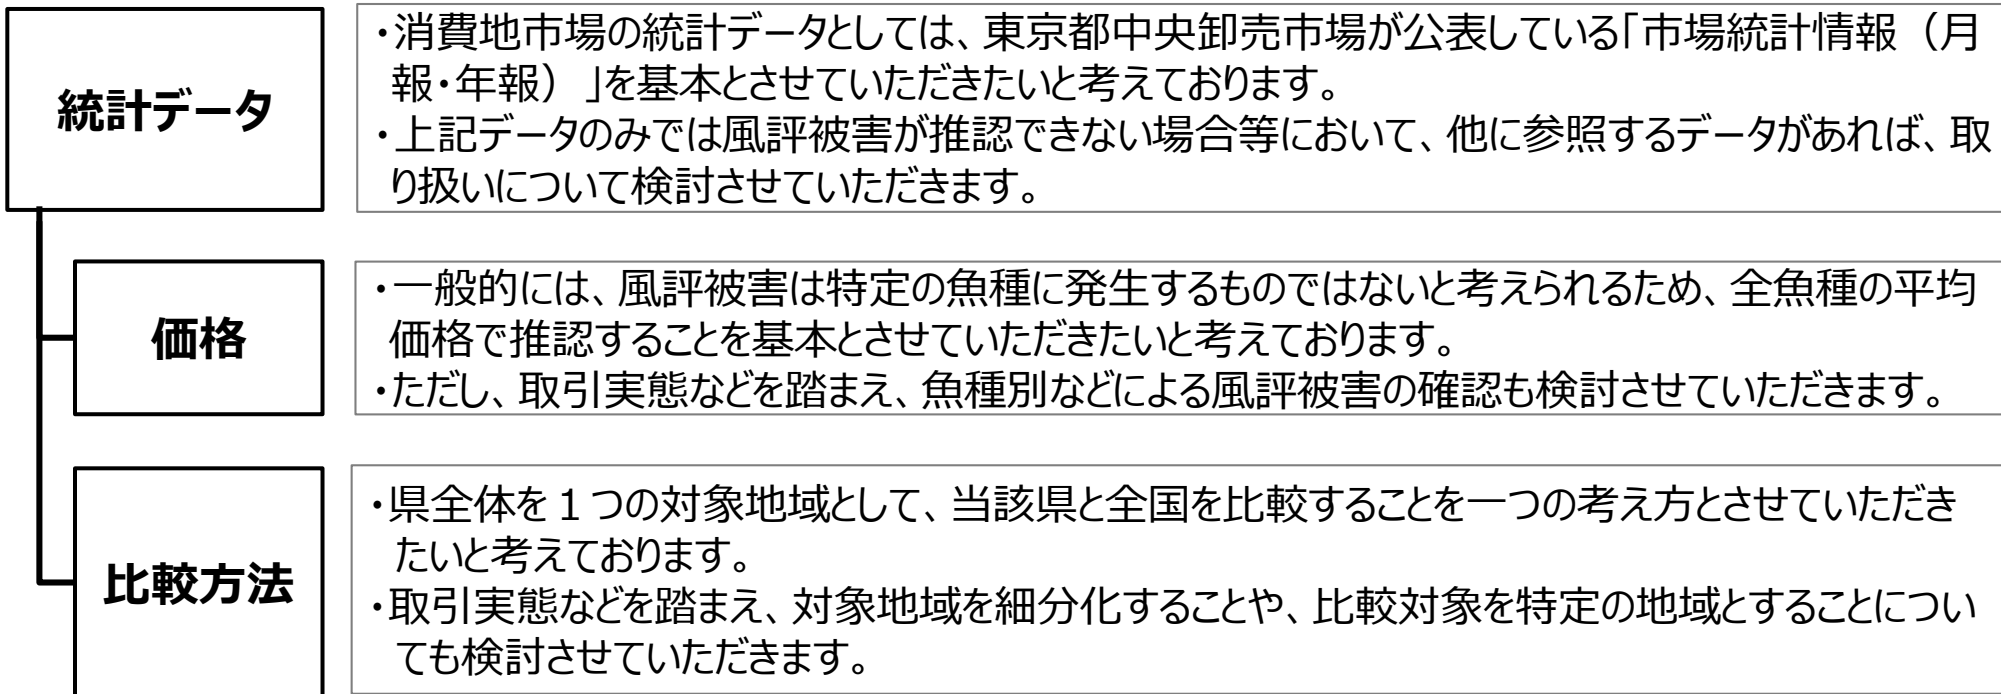 統計データ
・消費地市場の統計データとしては、東京都中央卸売市場が公表している「市場統計情報（月
報・年報）」を基本とさせていただきたいと考えております。
・上記データのみでは風評被害が推認できない場合等において、他に参照するデータがあれば、取
り扱いについて検討させていただきます。
価格
・一般的には、風評被害は特定の魚種に発生するものではないと考えられるため、全魚種の平均
価格で推認することを基本とさせていただきたいと考えております。
・ただし、取引実態などを踏まえ、魚種別などによる風評被害の確認も検討させていただきます。
比較方法
・県全体を１つの対象地域として、当該県と全国を比較することを一つの考え方とさせていただき
たいと考えております。
・取引実態などを踏まえ、対象地域を細分化することや、比較対象を特定の地域とすることについ
ても検討させていただきます。